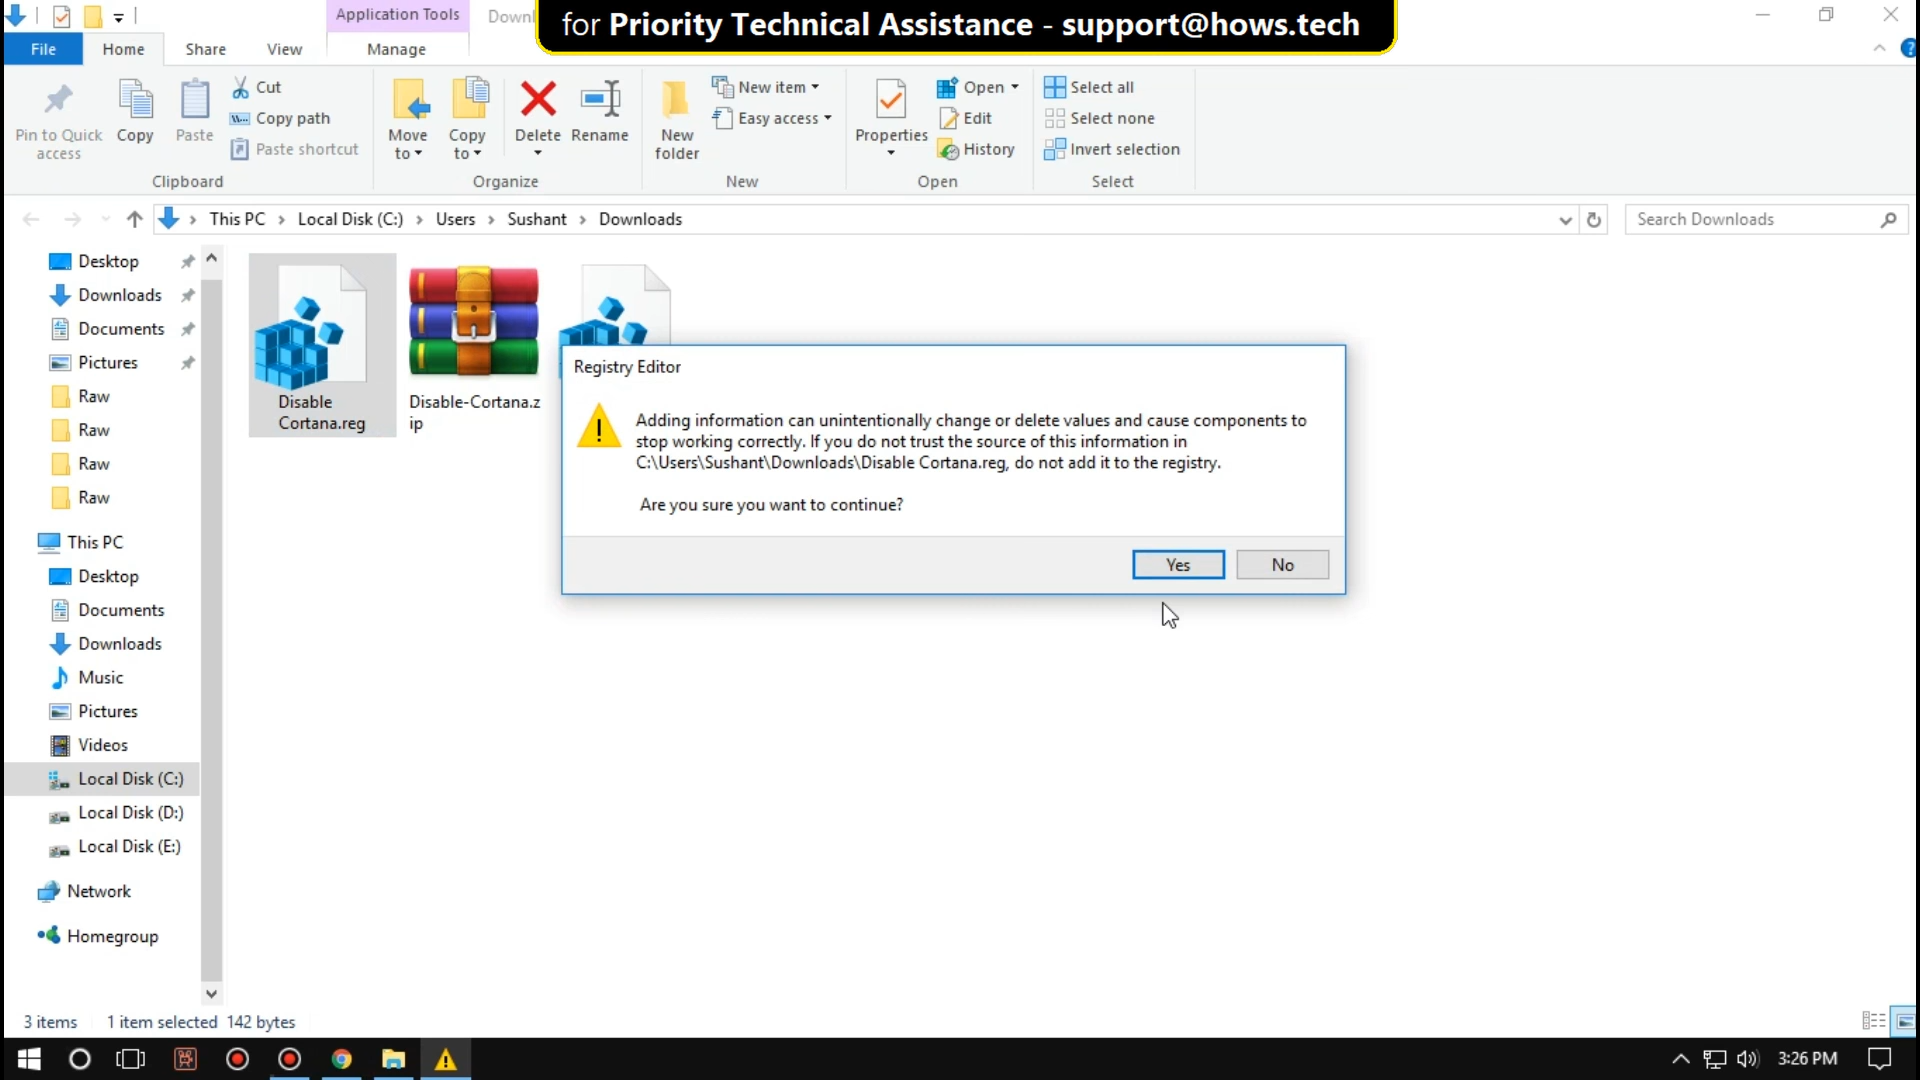 for Priority Technical Assistance - support@hows.tech
Application Tools
Downl
File
Home
Share
View
Manage
Pin to Quick access
Copy
Paste
Cut
Copy path
Paste shortcut
Clipboard
Move to
Copy to
Delete
Rename
Organize
New folder
New item
Easy access
New
Properties
Open
Edit
History
Open
Select all
Select none
Invert selection
Select
This PC > Local Disk (C:) > Users > Sushant > Downloads
Search Downloads
Desktop
Downloads
Documents
Pictures
Raw
Raw
Raw
Raw
This PC
Desktop
Documents
Downloads
Music
Pictures
Videos
Local Disk (C:)
Local Disk (D:)
Local Disk (E:)
Network
Homegroup
Disable
Cortana.reg
Disable-Cortana.z
ip
Registry Editor
Adding information can unintentionally change or delete values and cause components to
stop working correctly. If you do not trust the source of this information in
C:\Users\Sushant\Downloads\Disable Cortana.reg, do not add it to the registry.
Are you sure you want to continue?
Yes
No
3 items
1 item selected 142 bytes
3:26 PM